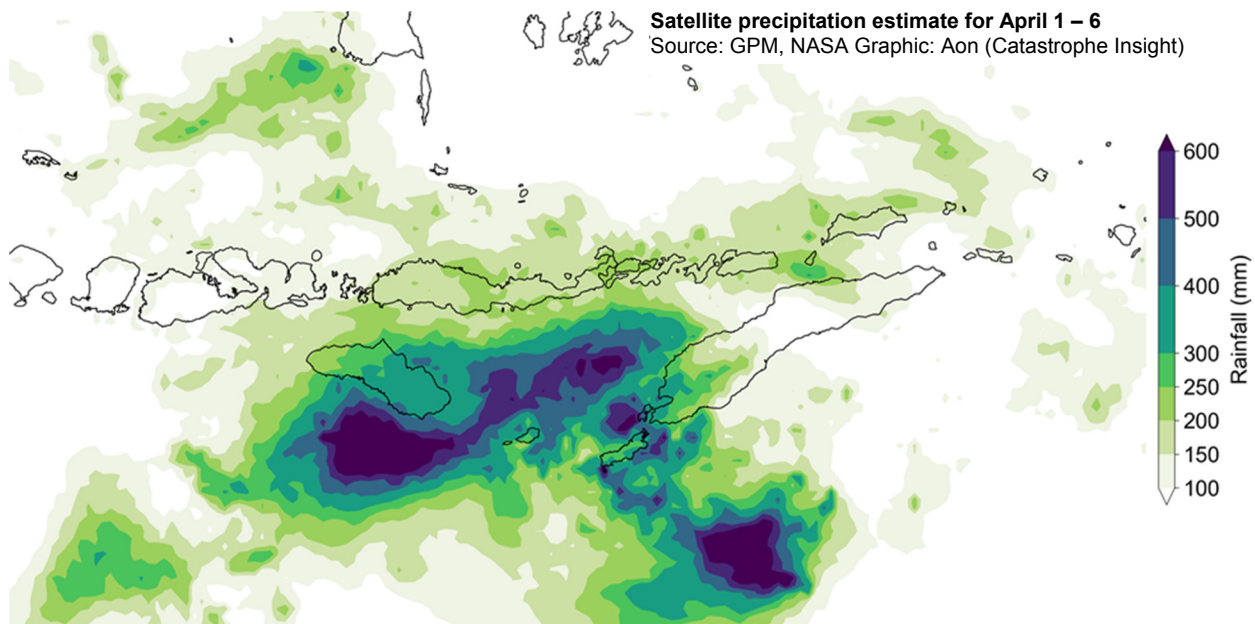 Satellite precipitation estimate for April 1 – 6
Source: GPM, NASA Graphic: Aon (Catastrophe Insight)
600
500
400
300
250
200
150
100
Rainfall (mm)